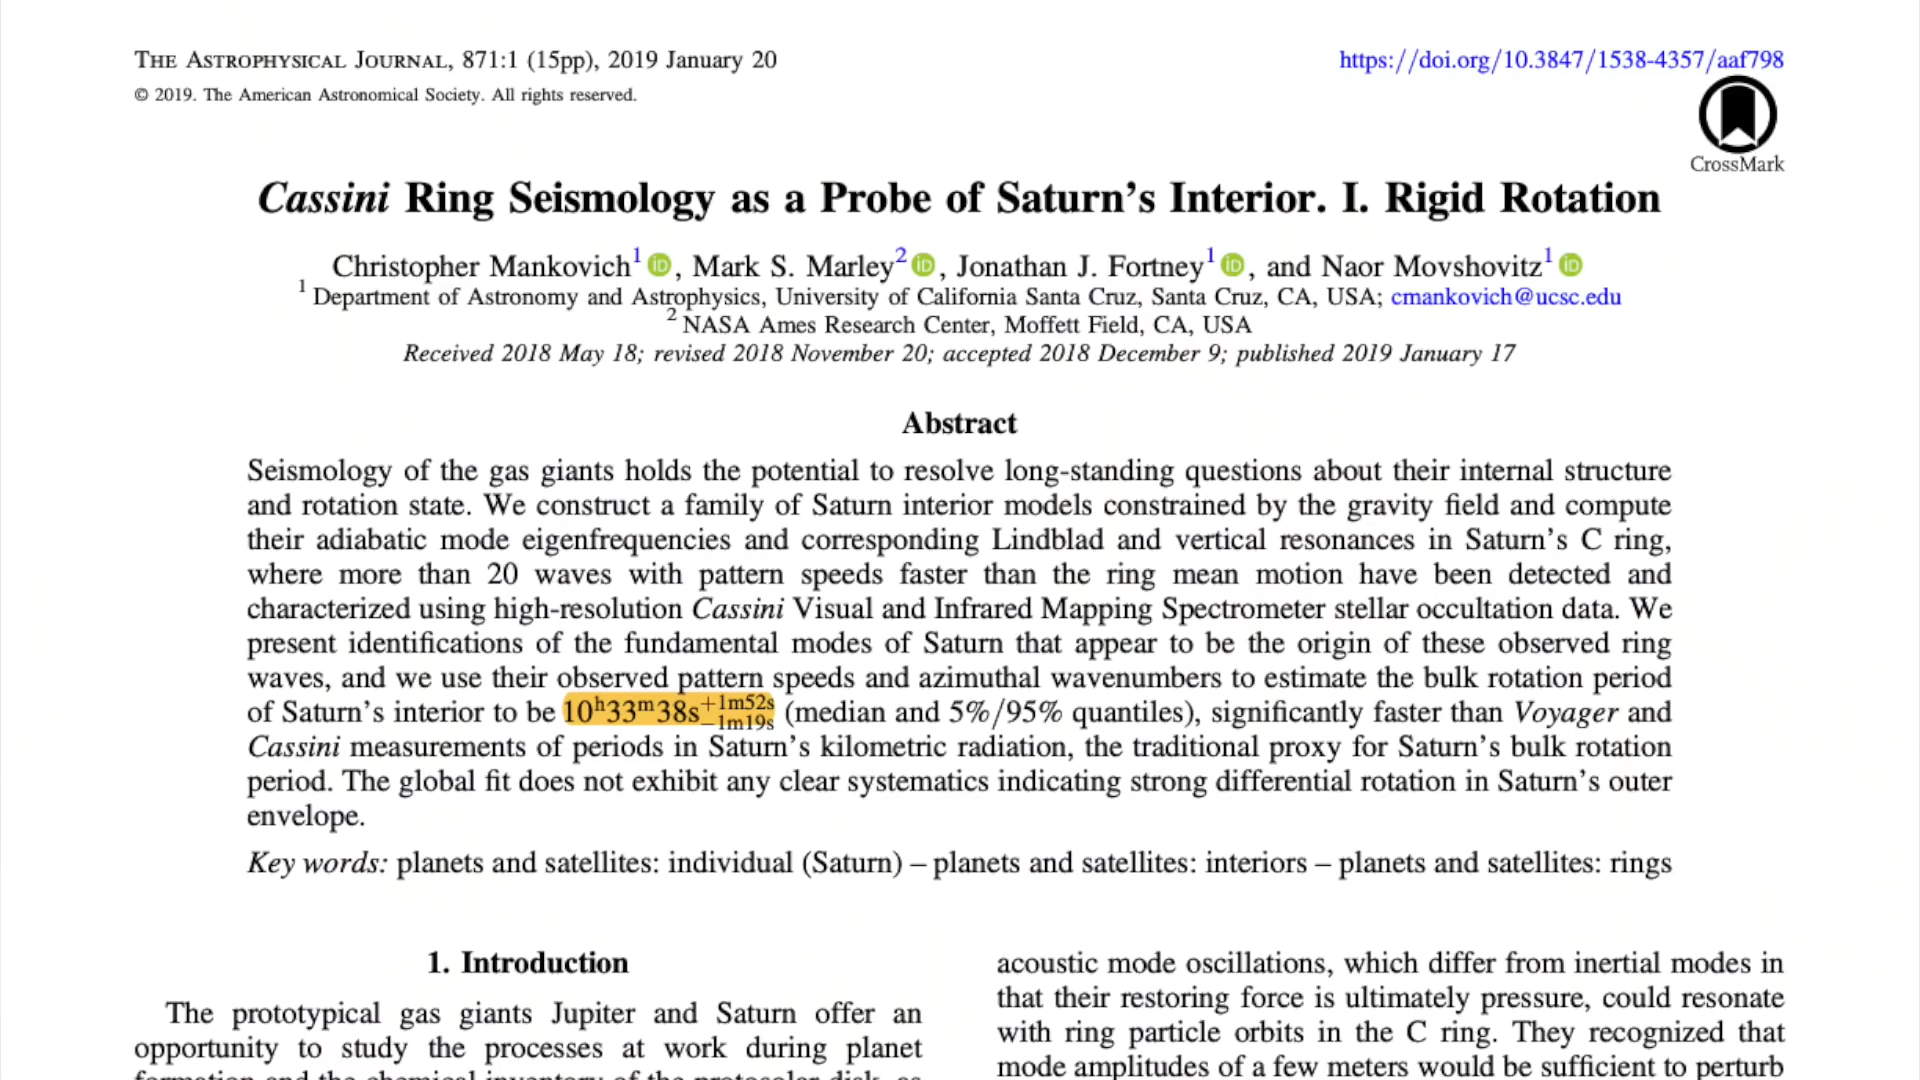 THE ASTROPHYSICAL JOURNAL, 871:1 (15pp), 2019 January 20
https://doi.org/10.3847/1538-4357/aaf798
© 2019. The American Astronomical Society. All rights reserved.
CrossMark
Cassini Ring Seismology as a Probe of Saturn's Interior. I. Rigid Rotation
Christopher Mankovich¹ iD, Mark S. Marley² iD, Jonathan J. Fortney¹ iD, and Naor Movshovitz¹ iD
¹ Department of Astronomy and Astrophysics, University of California Santa Cruz, Santa Cruz, CA, USA; cmankovich@ucsc.edu
² NASA Ames Research Center, Moffett Field, CA, USA
Received 2018 May 18; revised 2018 November 20; accepted 2018 December 9; published 2019 January 17
Abstract
Seismology of the gas giants holds the potential to resolve long-standing questions about their internal structure
and rotation state. We construct a family of Saturn interior models constrained by the gravity field and compute
their adiabatic mode eigenfrequencies and corresponding Lindblad and vertical resonances in Saturn's C ring,
where more than 20 waves with pattern speeds faster than the ring mean motion have been detected and
characterized using high-resolution Cassini Visual and Infrared Mapping Spectrometer stellar occultation data. We
present identifications of the fundamental modes of Saturn that appear to be the origin of these observed ring
waves, and we use their observed pattern speeds and azimuthal wavenumbers to estimate the bulk rotation period
of Saturn's interior to be 10ʰ33ᵐ38s+1m52s−1m19s (median and 5%/95% quantiles), significantly faster than Voyager and
Cassini measurements of periods in Saturn's kilometric radiation, the traditional proxy for Saturn's bulk rotation
period. The global fit does not exhibit any clear systematics indicating strong differential rotation in Saturn's outer
envelope.
Key words: planets and satellites: individual (Saturn) – planets and satellites: interiors – planets and satellites: rings
1. Introduction
The prototypical gas giants Jupiter and Saturn offer an
opportunity to study the processes at work during planet
formation and the chemical inventory of the protosolar disk, as
acoustic mode oscillations, which differ from inertial modes in
that their restoring force is ultimately pressure, could resonate
with ring particle orbits in the C ring. They recognized that
mode amplitudes of a few meters would be sufficient to perturb